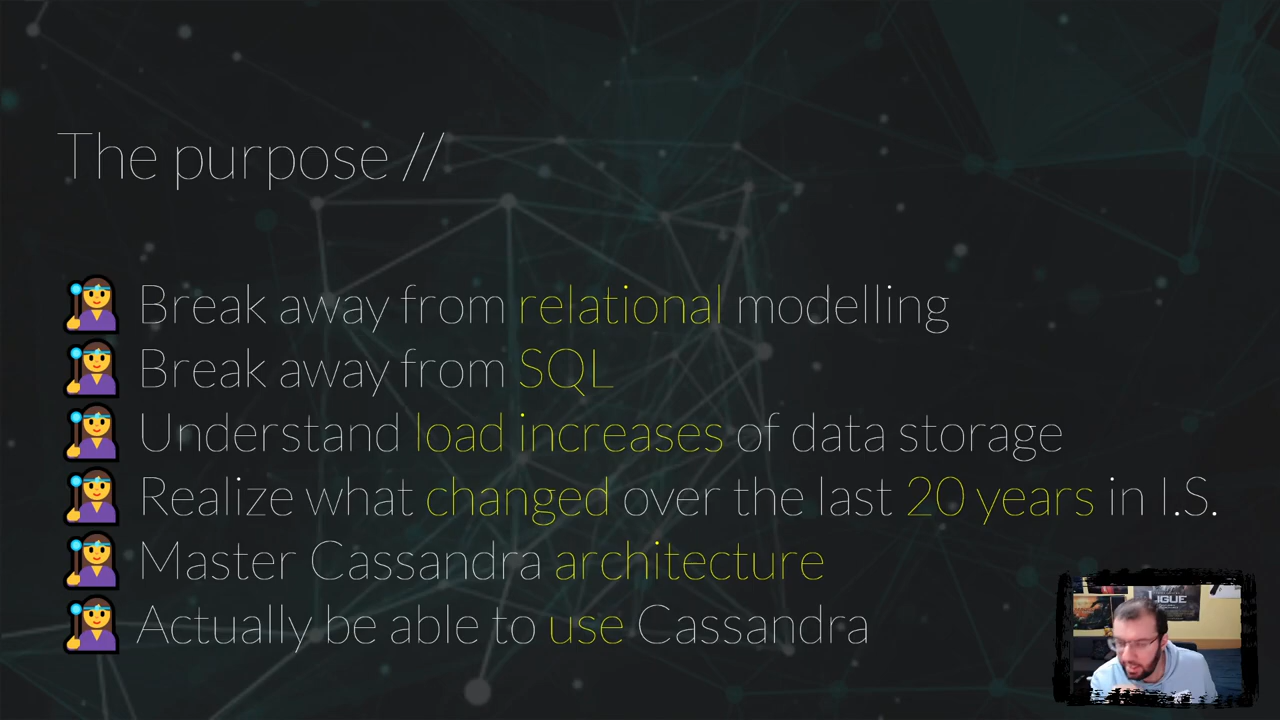 The purpose //
Break away from relational modelling
Break away from SQL
Understand load increases of data storage
Realize what changed over the last 20 years in I.S.
Master Cassandra architecture
Actually be able to use Cassandra